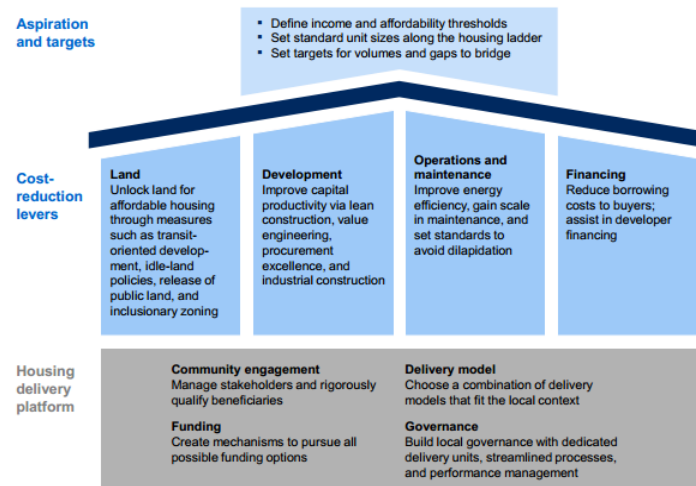 Aspiration
and targets
▪ Define income and affordability thresholds
▪ Set standard unit sizes along the housing ladder
▪ Set targets for volumes and gaps to bridge
Cost-
reduction
levers
Land
Unlock land for
affordable housing
through measures
such as transit-
oriented develop-
ment, idle-land
policies, release of
public land, and
inclusionary zoning
Development
Improve capital
productivity via lean
construction, value
engineering,
procurement
excellence, and
industrial construction
Operations and
maintenance
Improve energy
efficiency, gain scale
in maintenance, and
set standards to
avoid dilapidation
Financing
Reduce borrowing
costs to buyers;
assist in developer
financing
Housing
delivery
platform
Community engagement
Manage stakeholders and rigorously
qualify beneficiaries
Delivery model
Choose a combination of delivery
models that fit the local context
Funding
Create mechanisms to pursue all
possible funding options
Governance
Build local governance with dedicated
delivery units, streamlined processes,
and performance management